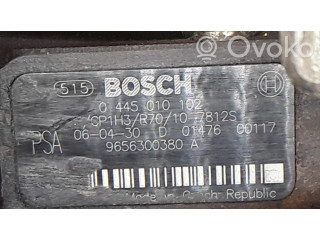 515 BOSCH
0 445 010 102
SP1H3/R70/10-7812S
PSA 06-04-30 D 01476 00117
9656300380 A
Made in Czech Republic
Ovoko